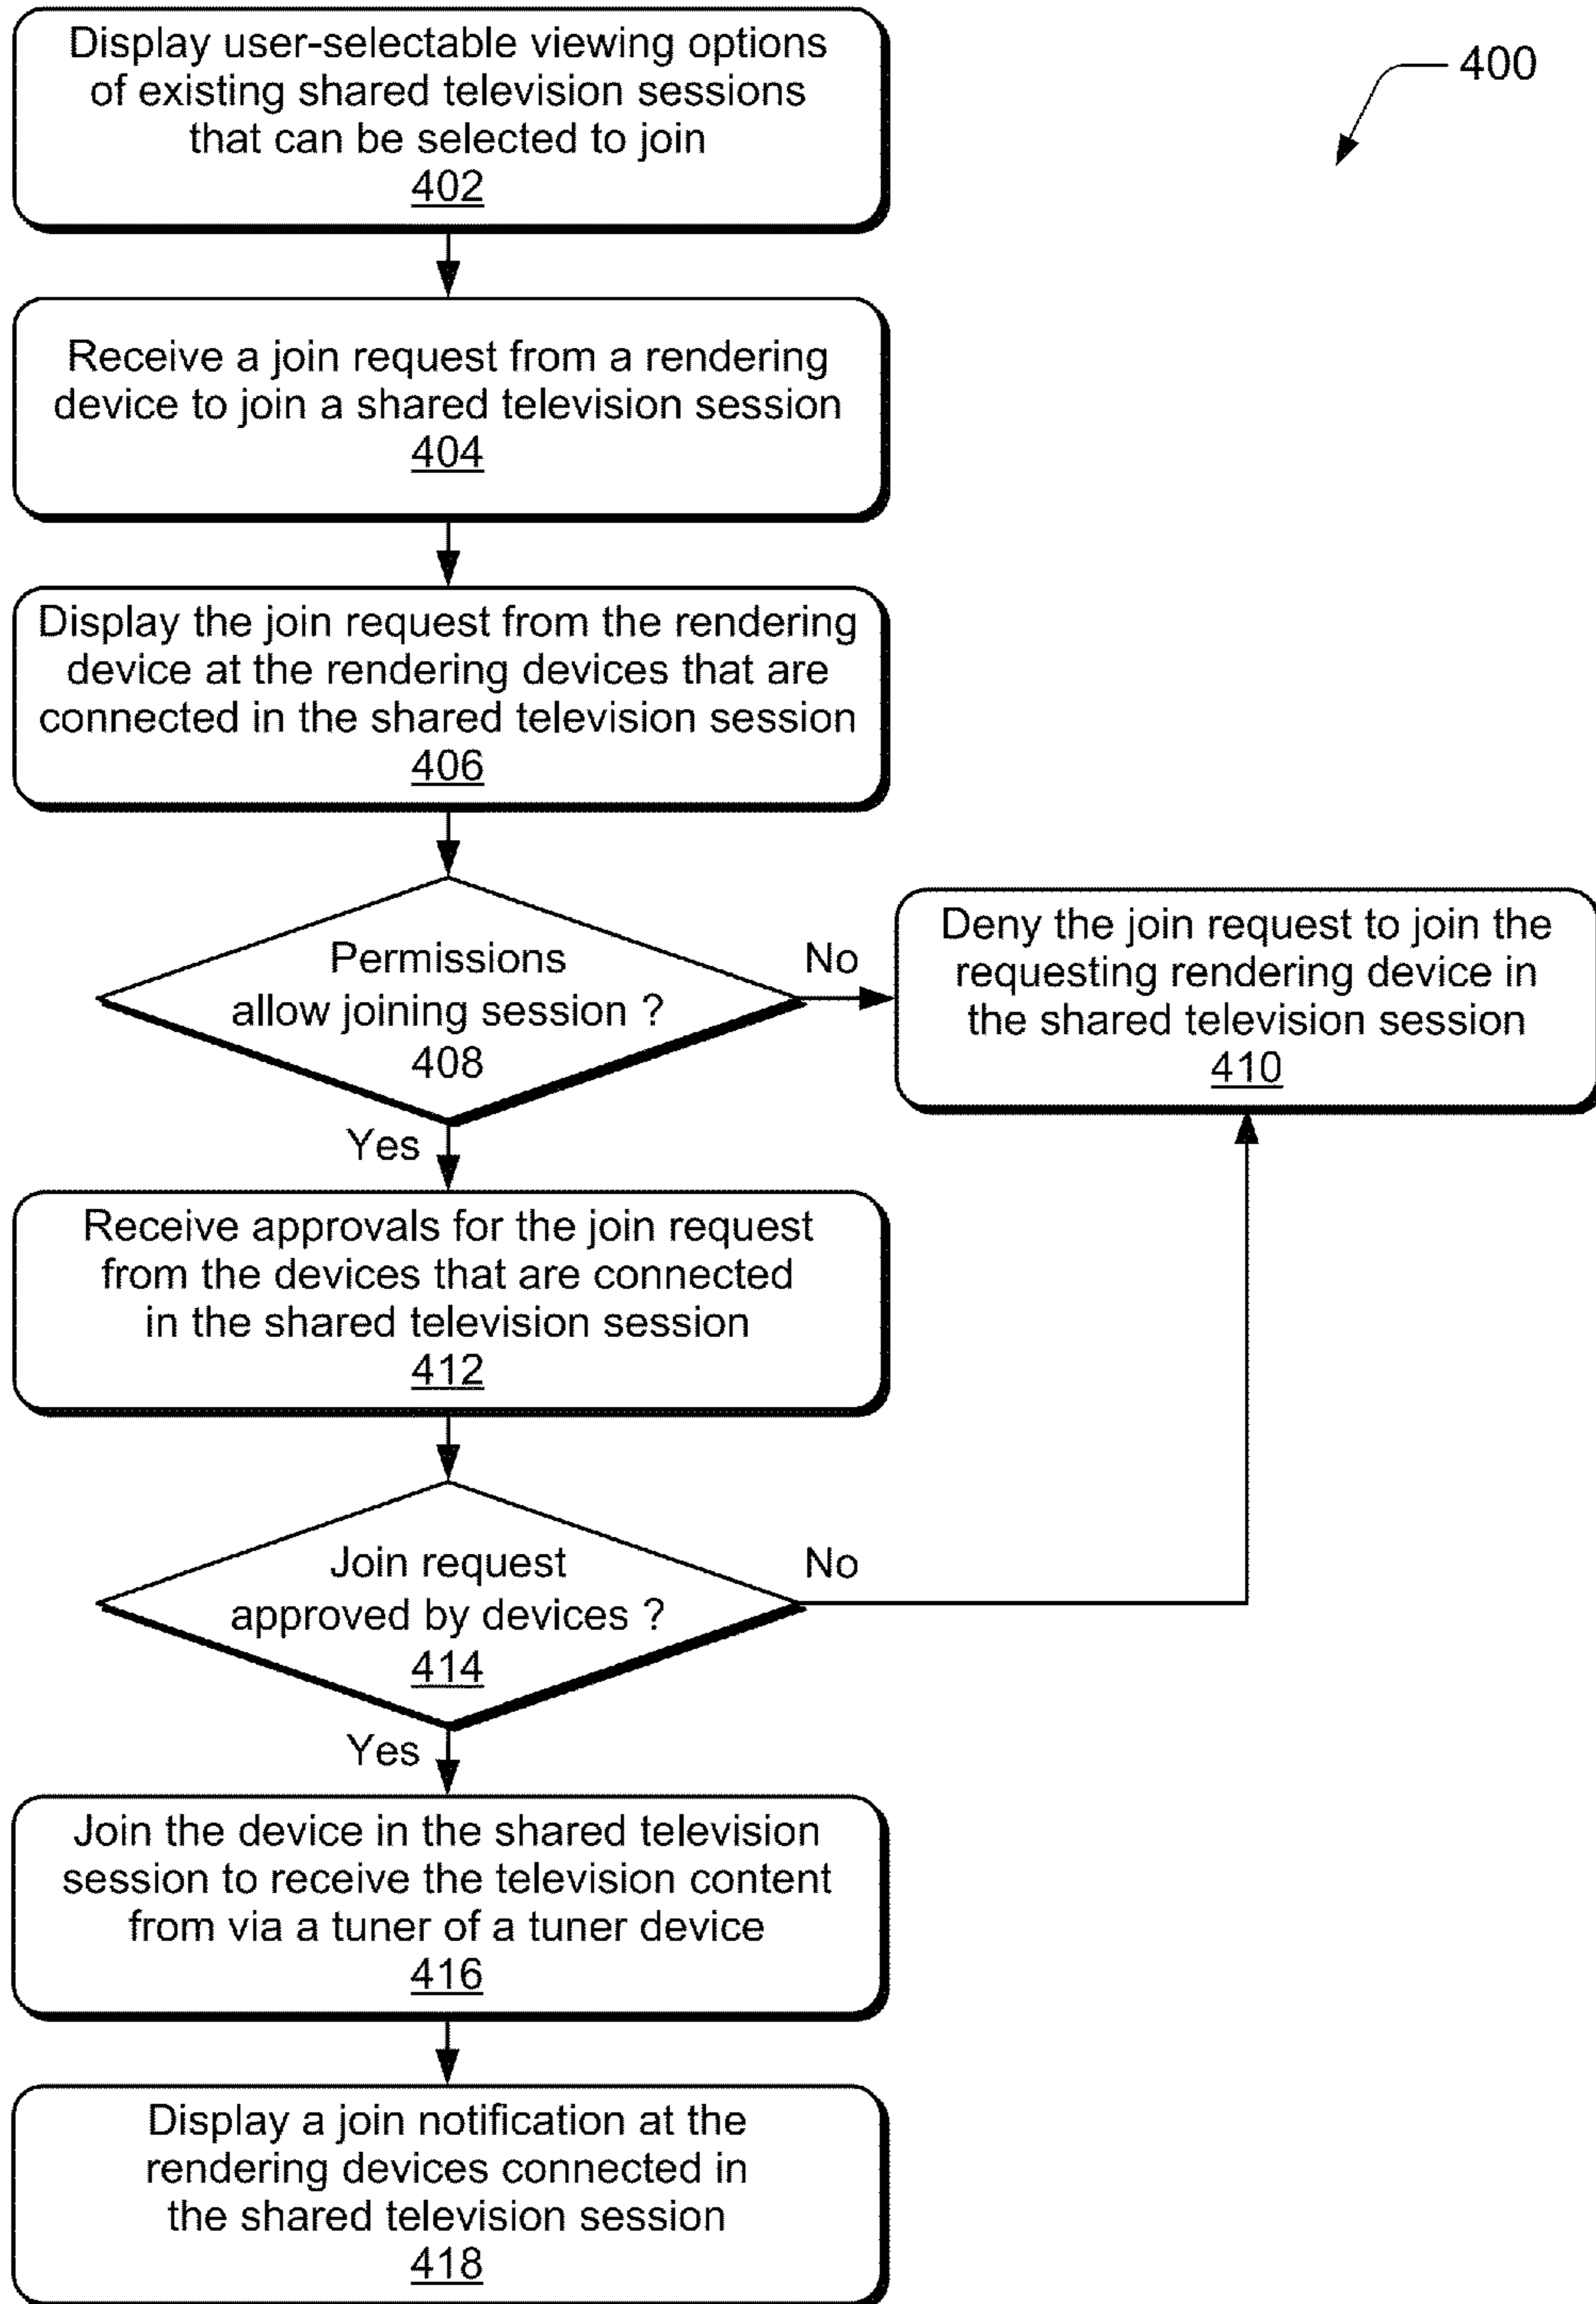 Display user-selectable viewing options
of existing shared television sessions
that can be selected to join
402
400
Receive a join request from a rendering
device to join a shared television session
404
Display the join request from the rendering
device at the rendering devices that are
connected in the shared television session
406
Permissions
allow joining session ?
408
No
Deny the join request to join the
requesting rendering device in
the shared television session
410
Yes
Receive approvals for the join request
from the devices that are connected
in the shared television session
412
Join request
approved by devices ?
414
No
Yes
Join the device in the shared television
session to receive the television content
from via a tuner of a tuner device
416
Display a join notification at the
rendering devices connected in
the shared television session
418